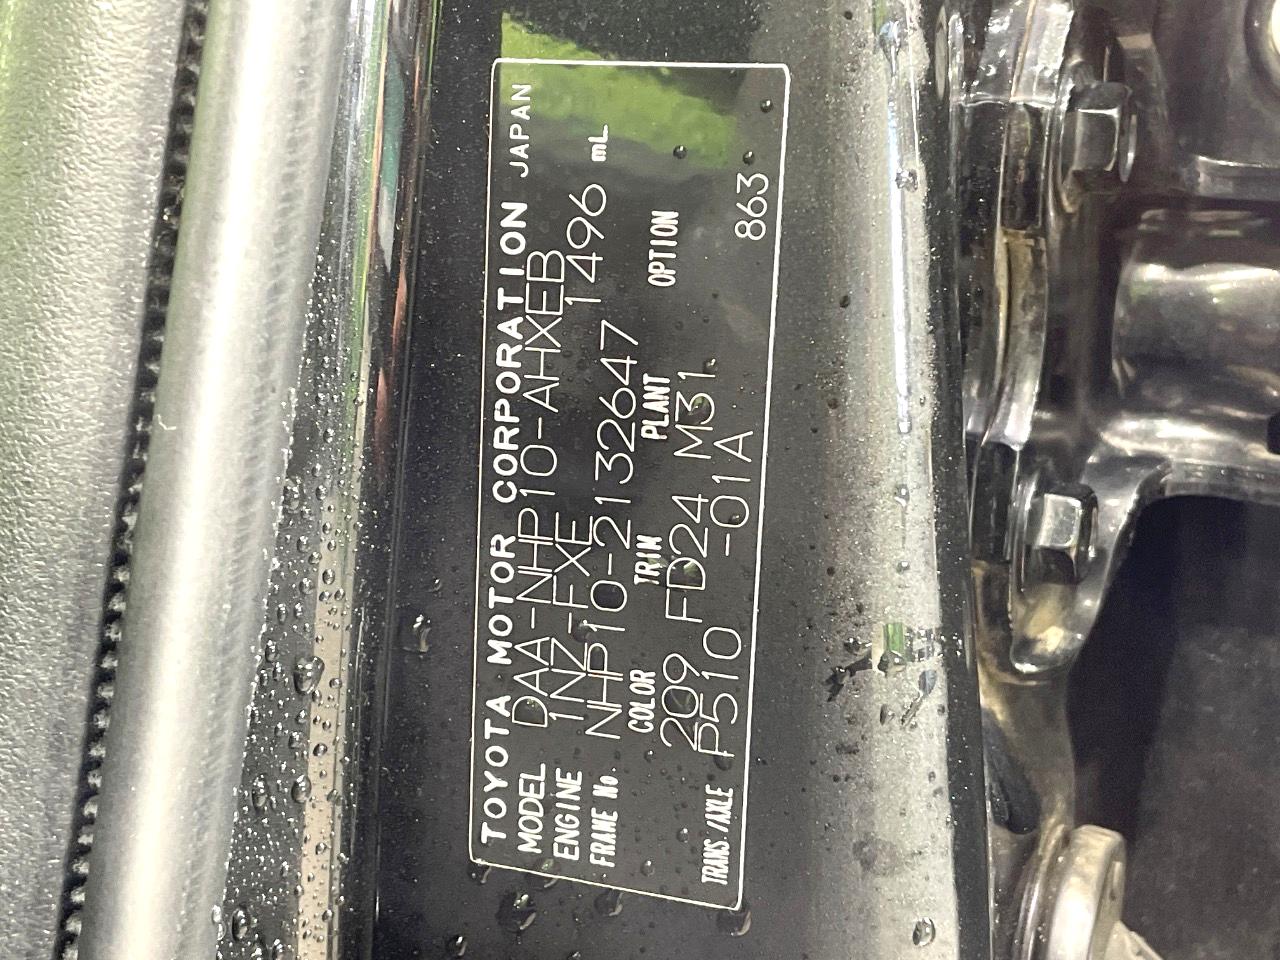 TOYOTA MOTOR CORPORATION JAPAN
MODEL DAA-NHP10-AHXEB
ENGINE 1NZ-FXE 1496 mL
FRAME No. NHP10-2132647
COLOR TRIM PLANT OPTION
209 FD24 M31
TRANS./AXLE P510 -01A 863